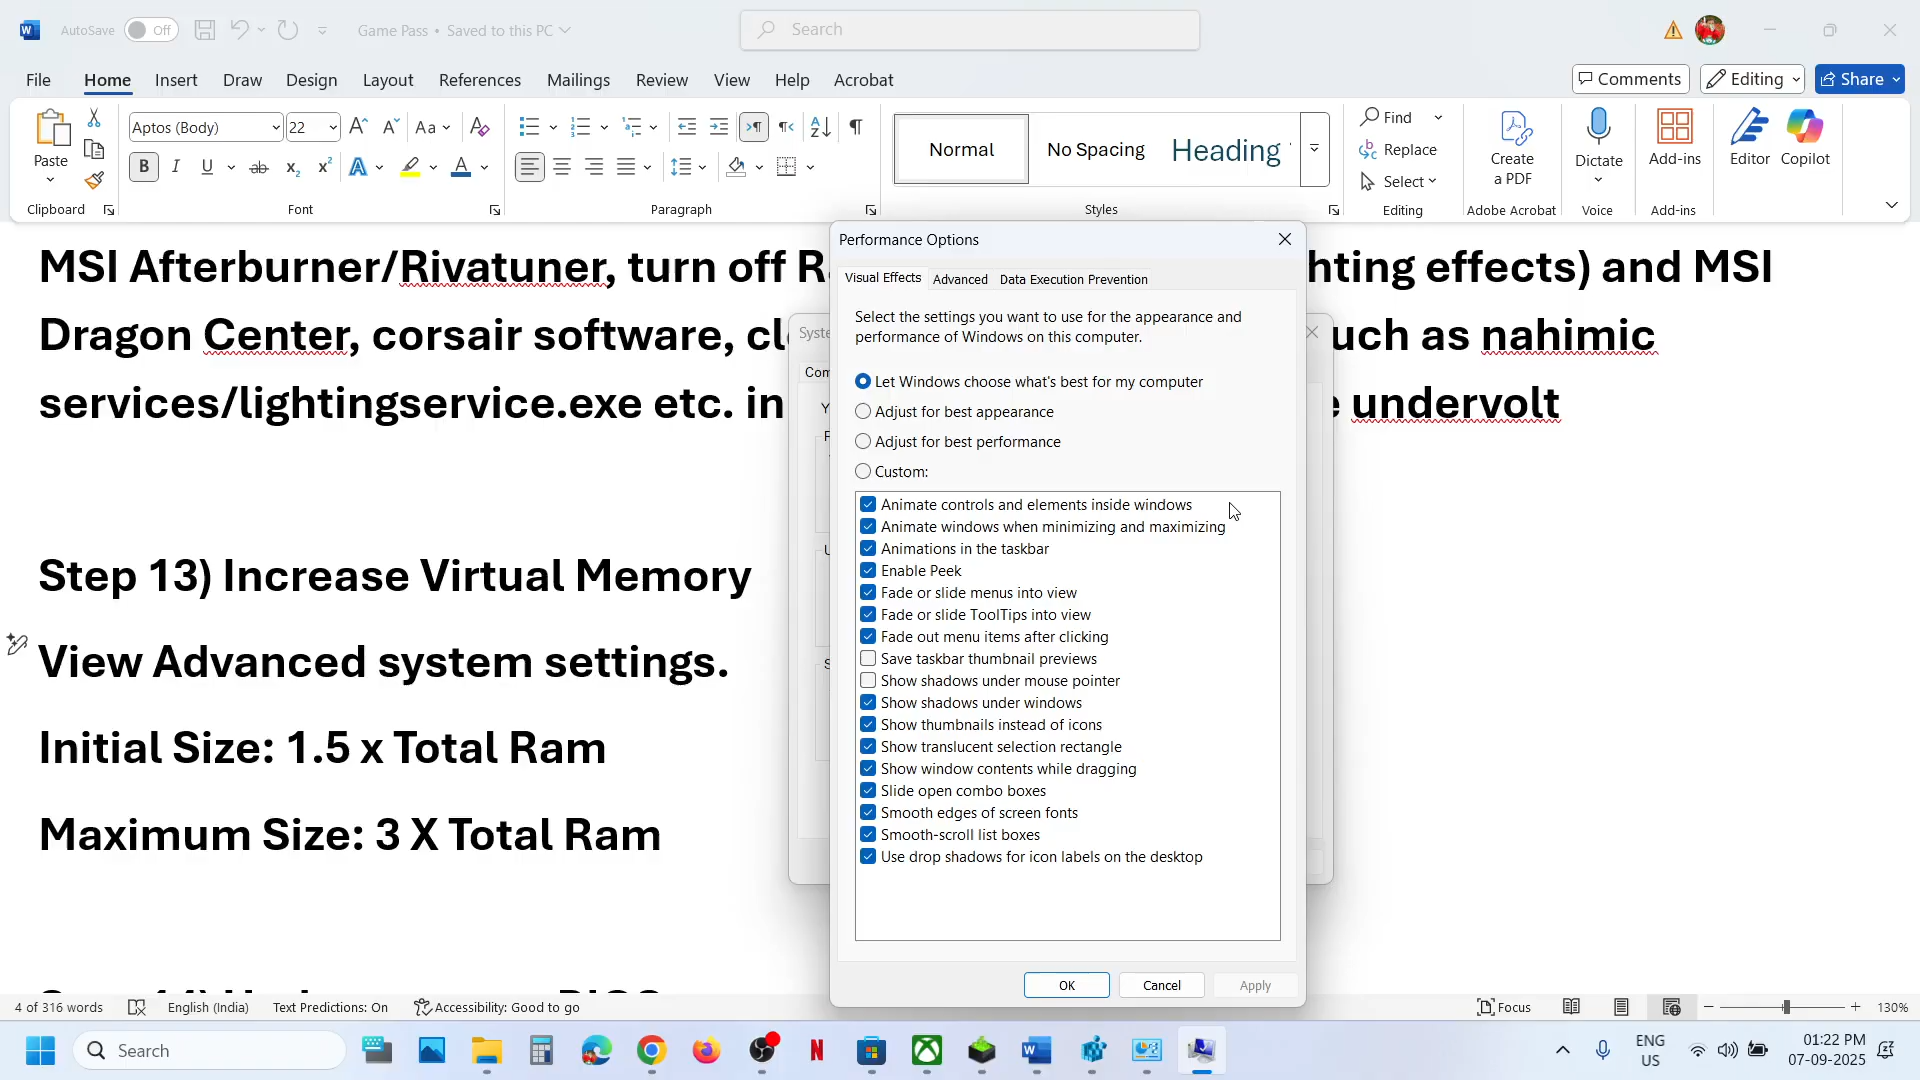 AutoSave
Off
Game Pass • Saved to this PC
Search
File
Home
Insert
Draw
Design
Layout
References
Mailings
Review
View
Help
Acrobat
Comments
Editing
Share
Paste
Clipboard
Aptos (Body)
22
Font
Paragraph
Normal
No Spacing
Heading
Styles
Find
Replace
Select
Editing
Create
a PDF
Adobe Acrobat
Dictate
Voice
Add-ins
Add-ins
Editor
Copilot
MSI Afterburner/Rivatuner, turn off R
hting effects) and MSI
Dragon Center, corsair software, cl
uch as nahimic
services/lightingservice.exe etc. in
undervolt
Step 13) Increase Virtual Memory
View Advanced system settings.
Initial Size: 1.5 x Total Ram
Maximum Size: 3 X Total Ram
Syste
Com
Performance Options
Visual Effects
Advanced
Data Execution Prevention
Select the settings you want to use for the appearance and
performance of Windows on this computer.
Let Windows choose what's best for my computer
Adjust for best appearance
Adjust for best performance
Custom:
Animate controls and elements inside windows
Animate windows when minimizing and maximizing
Animations in the taskbar
Enable Peek
Fade or slide menus into view
Fade or slide ToolTips into view
Fade out menu items after clicking
Save taskbar thumbnail previews
Show shadows under mouse pointer
Show shadows under windows
Show thumbnails instead of icons
Show translucent selection rectangle
Show window contents while dragging
Slide open combo boxes
Smooth edges of screen fonts
Smooth-scroll list boxes
Use drop shadows for icon labels on the desktop
OK
Cancel
Apply
4 of 316 words
English (India)
Text Predictions: On
Accessibility: Good to go
Focus
130%
Search
ENG
US
01:22 PM
07-09-2025